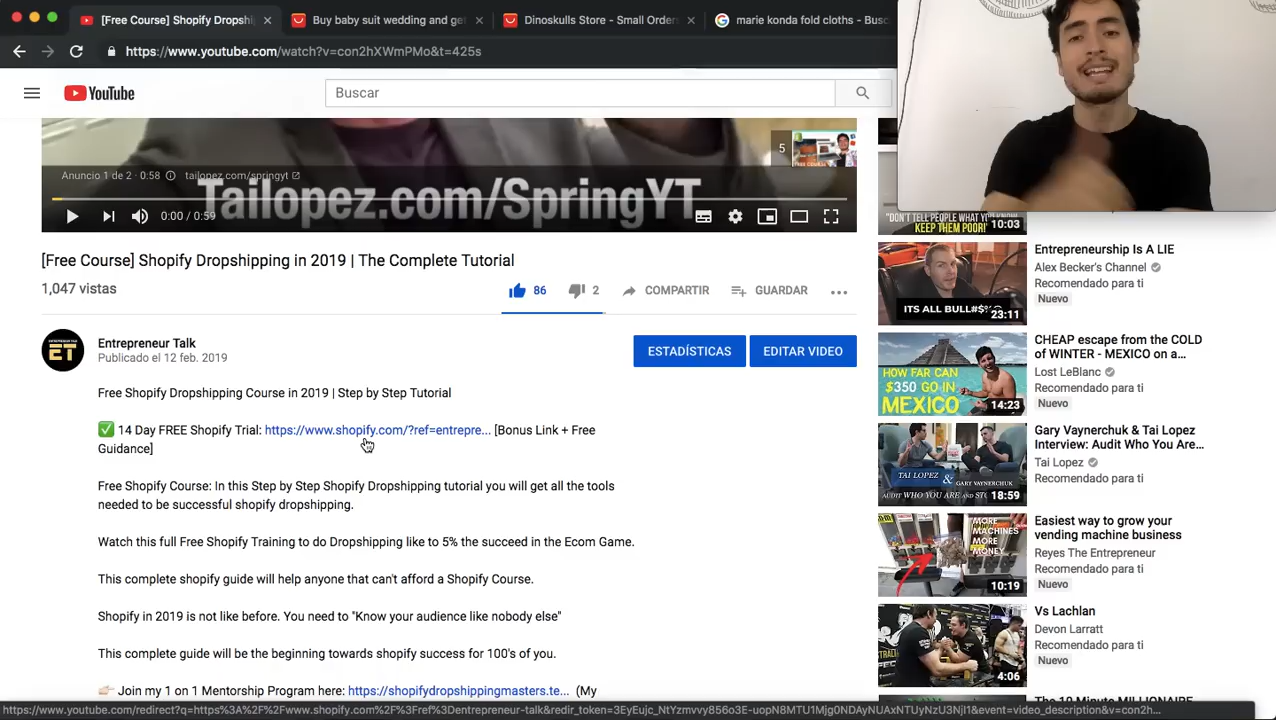 [Free Course] Shopify Dropshi
Buy baby suit wedding and ge
Dinoskulls Store - Small Orders
marie konda fold cloths - Bus
https://www.youtube.com/watch?v=con2hXWmPMo&t=425s
YouTube
Buscar
5
Anuncio 1 de 2 · 0:58
tailopez.com/springyt
Tailopez.com/SpringYT
0:00 / 0:59
[Free Course] Shopify Dropshipping in 2019 | The Complete Tutorial
1,047 vistas
86
2
COMPARTIR
GUARDAR
Entrepreneur Talk
Publicado el 12 feb. 2019
ET
ESTADÍSTICAS
EDITAR VIDEO
Free Shopify Dropshipping Course in 2019 | Step by Step Tutorial
14 Day FREE Shopify Trial: https://www.shopify.com/?ref=entrepre... [Bonus Link + Free
Guidance]
Free Shopify Course is a Step by Step Shopify Dropshipping tutorial you will get all the tools
needed to be successful shopify dropshipping.
Watch this full Free Shopify Training for Dropshipping like to 5% the succeed in the Ecom Game.
This complete shopify guide will help anyone that can't afford a Shopify Course.
Shopify in 2019 is not like before. You need to "Know your audience like nobody else"
This complete guide will be the beginning towards shopify success for 100's of you.
Join my 1 on 1 Mentorship Program here: https://shopifydropshippingmasters.te... (My
"DON'T TELL PEOPLE WHAT YOU
KEEP THEM POOR!"
10:03
ITS ALL BULL#$%@
23:11
Entrepreneurship Is A LIE
Alex Becker's Channel
Recomendado para ti
Nuevo
HOW FAR CAN
$350 GO IN
MEXICO
14:23
CHEAP escape from the COLD
of WINTER - MEXICO on a...
Lost LeBlanc
Recomendado para ti
Nuevo
TAI LOPEZ
&
GARY VAYNERCHUK
18:59
Gary Vaynerchuk & Tai Lopez
Interview: Audit Who You Are...
Tai Lopez
Recomendado para ti
MORE
MACHINES
MORE
MONEY
10:19
Easiest way to grow your
vending machine business
Reyes The Entrepreneur
Recomendado para ti
Nuevo
4:06
Vs Lachlan
Devon Larratt
Recomendado para ti
Nuevo
The 10 Minute MILLIONAIRE